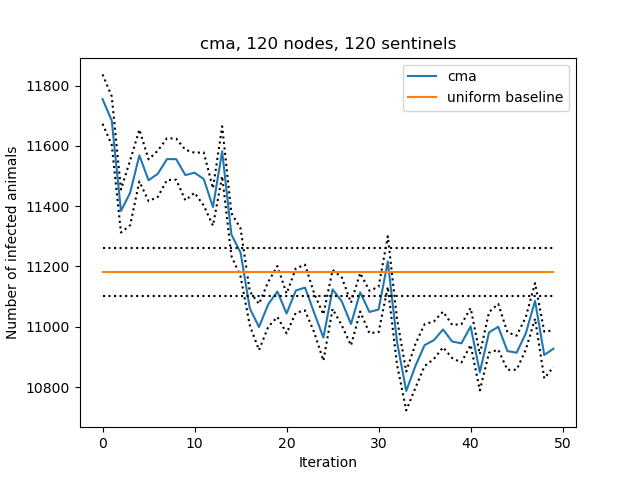 cma, 120 nodes, 120 sentinels
cma
uniform baseline
11800
11600
11400
11200
11000
10800
Number of infected animals
0 10 20 30 40 50
Iteration